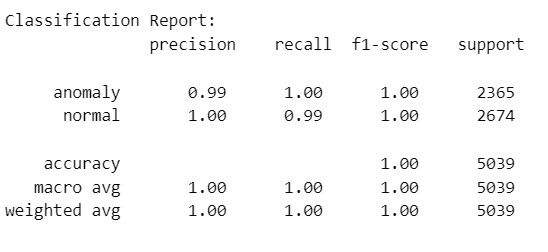 Classification Report:
precision recall f1-score support
anomaly 0.99 1.00 1.00 2365
normal 1.00 0.99 1.00 2674
accuracy 1.00 5039
macro avg 1.00 1.00 1.00 5039
weighted avg 1.00 1.00 1.00 5039